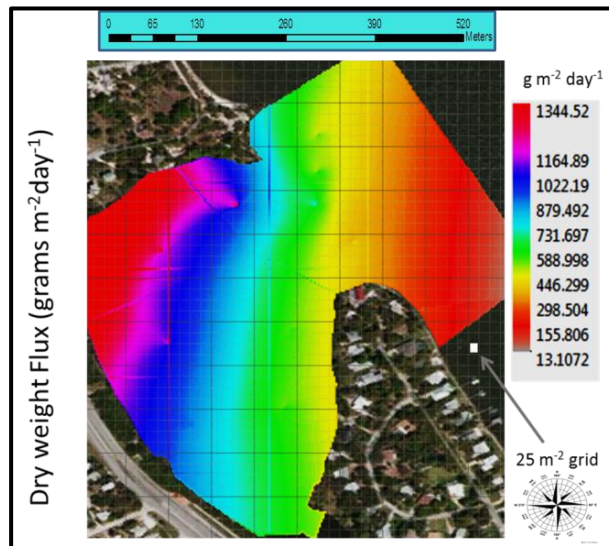 0 65 130 260 390 520
Meters
Dry weight Flux (grams m-2day-1)
g m-2 day-1
1344.52
1164.89
1022.19
879.492
731.697
588.998
446.299
298.504
155.806
13.1072
25 m-2 grid